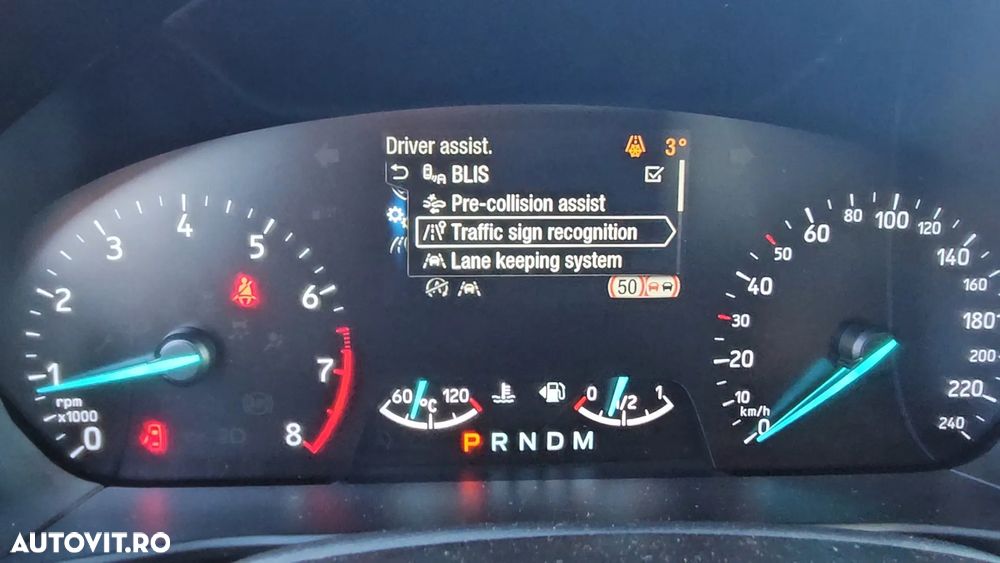 Driver assist. 3°
BLIS
Pre-collision assist
Traffic sign recognition
Lane keeping system
50
0 1 2 3 4 5 6 7 8
rpm
x1000
60 °C 120
0 1/2 1
P R N D M
0 10 20 30 40 50 60 80 100 120 140 160 180 200 220 240
km/h
AUTOVIT.RO